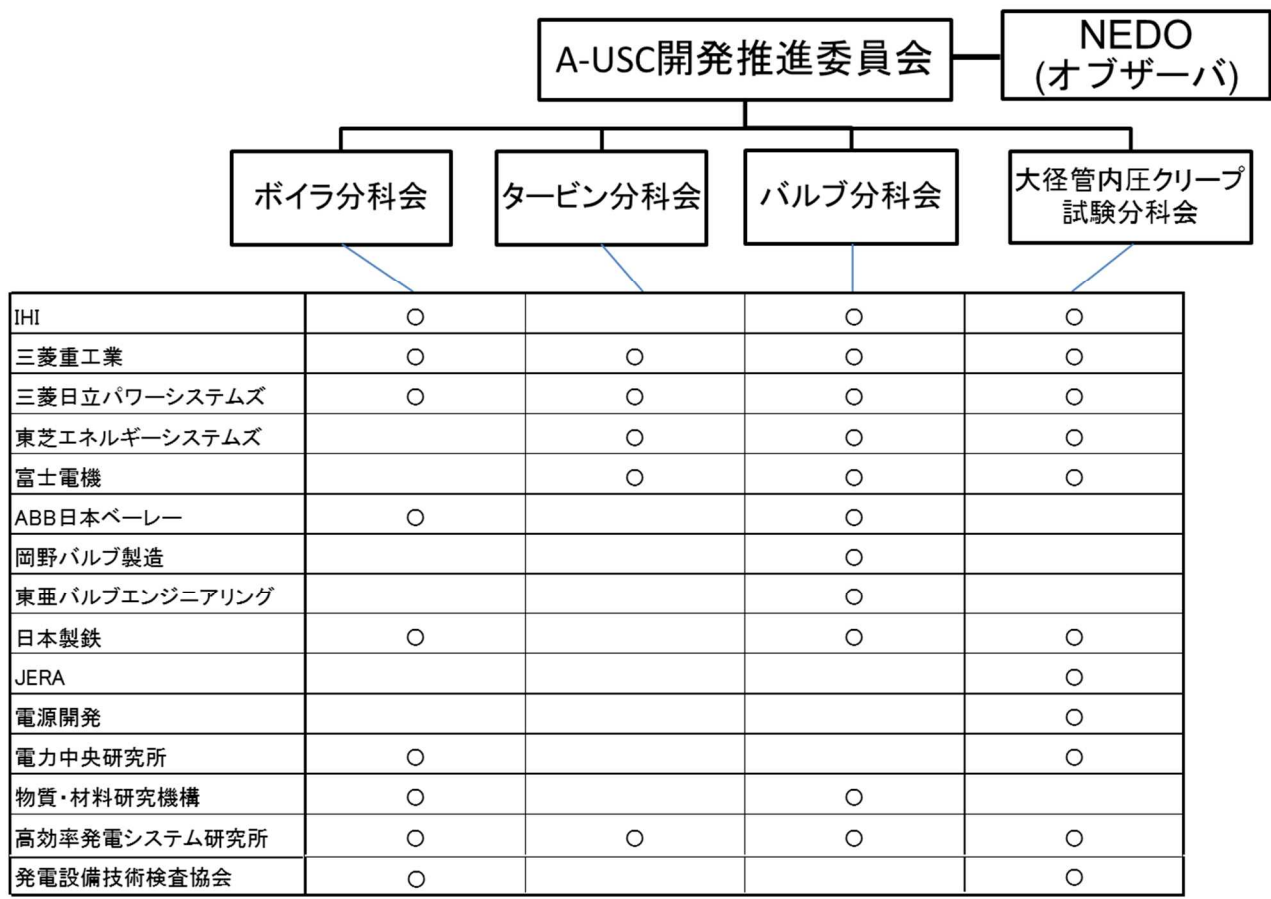 A-USC開発推進委員会
NEDO
(オブザーバ)
ボイラ分科会
タービン分科会
バルブ分科会
大径管内圧クリープ
試験分科会
IHI ○ ○ ○
三菱重工業 ○ ○ ○ ○
三菱日立パワーシステムズ ○ ○ ○ ○
東芝エネルギーシステムズ ○ ○ ○
富士電機 ○ ○ ○
ABB日本ベーレー ○ ○
岡野バルブ製造 ○
東亜バルブエンジニアリング ○
日本製鉄 ○ ○ ○
JERA ○
電源開発 ○
電力中央研究所 ○ ○
物質・材料研究機構 ○ ○
高効率発電システム研究所 ○ ○ ○ ○
発電設備技術検査協会 ○ ○